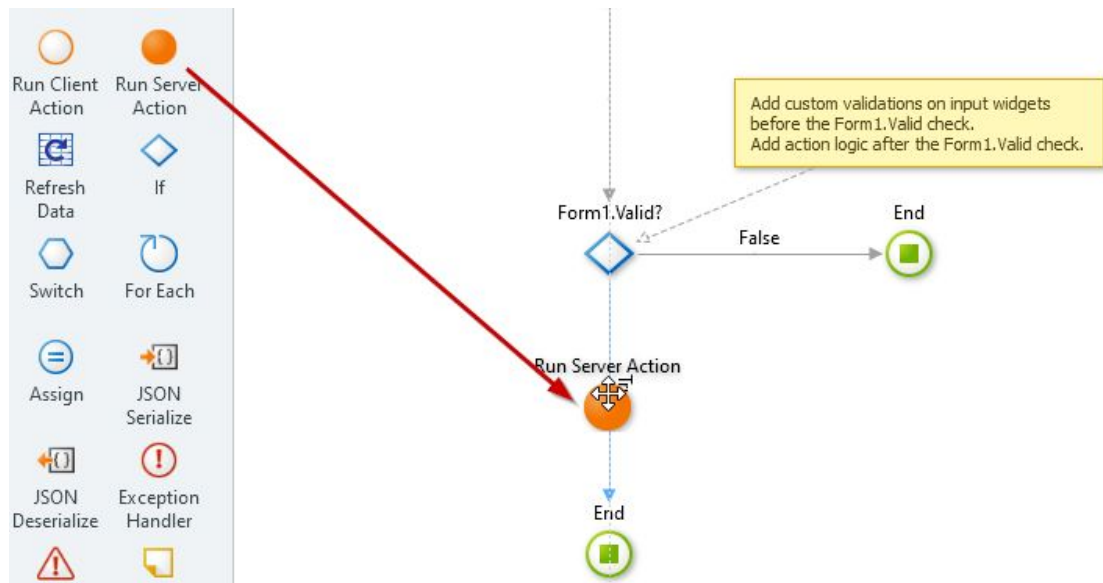 Run Client
Action
Run Server
Action
Refresh
Data
If
Switch
For Each
Assign
JSON
Serialize
JSON
Deserialize
Exception
Handler
Add custom validations on input widgets
before the Form1.Valid check.
Add action logic after the Form1.Valid check.
Form1.Valid?
False
End
Run Server Action
End